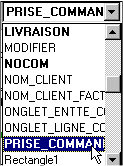 PRISE_COMMAN
LIVRAISON
MODIFIER
NOCOM
NOM_CLIENT
NOM_CLIENT_FACT
ONGLET_ENTTE_CO
ONGLET_LIGNE_CO
PRISE_COMMAN
Rectangle1